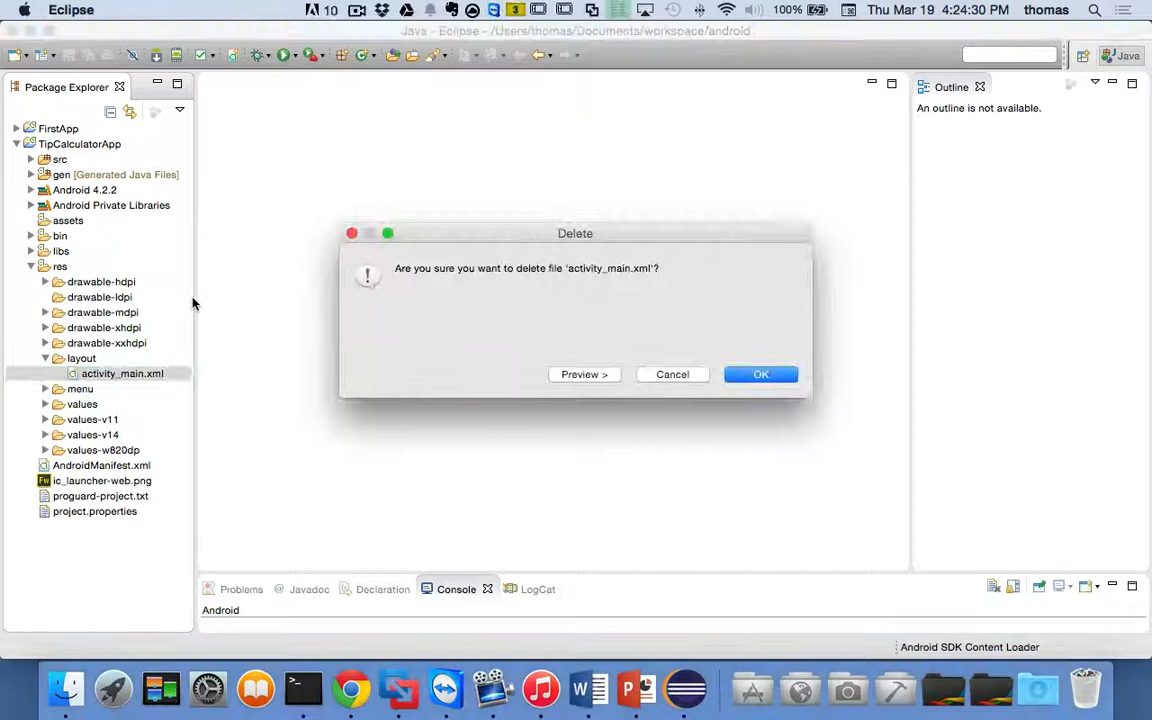 Eclipse
10
3
100%
Thu Mar 19 4:24:30 PM
thomas
Java - Eclipse - /Users/thomas/Documents/workspace/android
Java
Package Explorer
FirstApp
TipCalculatorApp
src
gen [Generated Java Files]
Android 4.2.2
Android Private Libraries
assets
bin
libs
res
drawable-hdpi
drawable-ldpi
drawable-mdpi
drawable-xhdpi
drawable-xxhdpi
layout
activity_main.xml
menu
values
values-v11
values-v14
values-w820dp
AndroidManifest.xml
Fw ic_launcher-web.png
proguard-project.txt
project.properties
Delete
Are you sure you want to delete file 'activity_main.xml'?
Preview >
Cancel
OK
Outline
An outline is not available.
Problems
@ Javadoc
Declaration
Console
LogCat
Android
Android SDK Content Loader